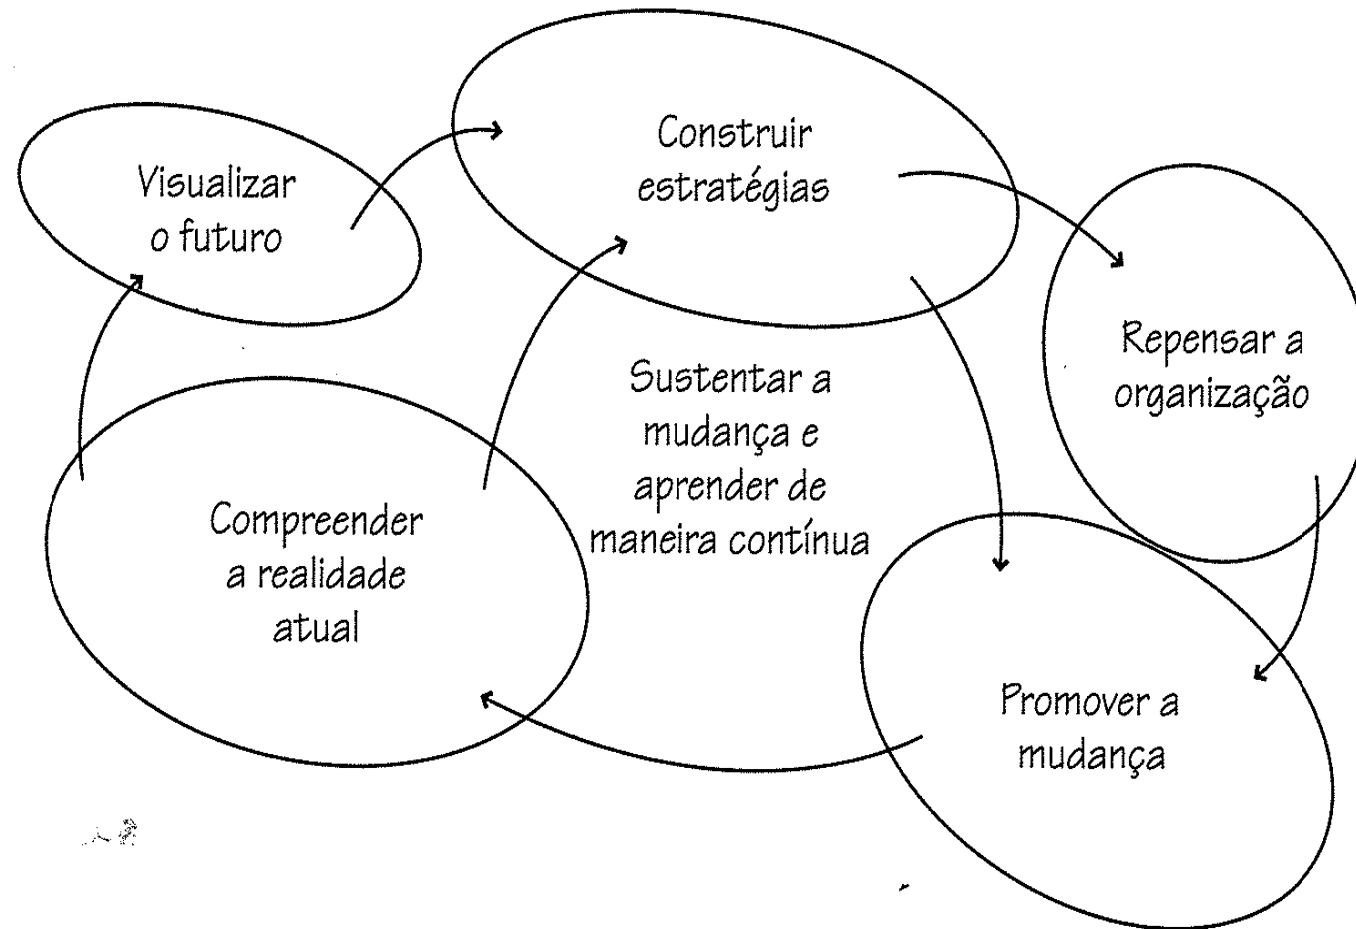 Visualizar
o futuro
Construir
estratégias
Repensar a
organização
Sustentar a
mudança e
aprender de
maneira contínua
Compreender
a realidade
atual
Promover a
mudança